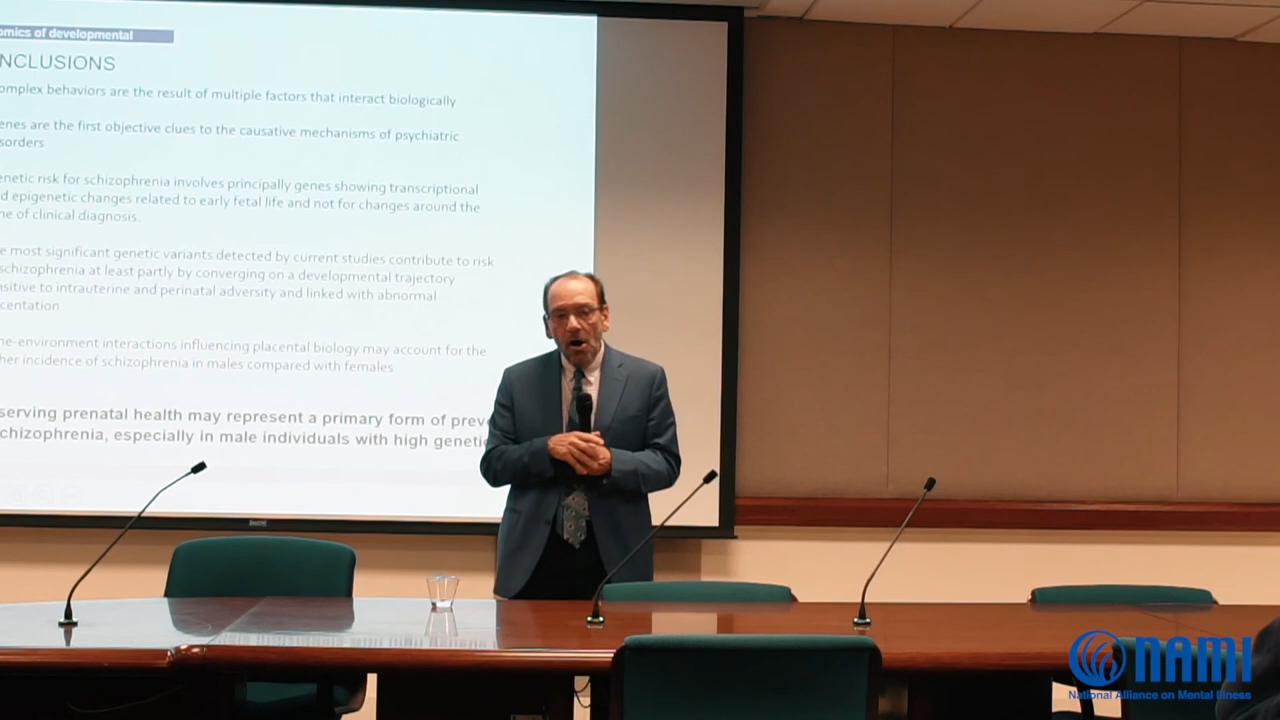 omics of developmental
NCLUSIONS
omplex behaviors are the result of multiple factors that interact biologically
enes are the first objective clues to the causative mechanisms of psychiatric
sorders
enetic risk for schizophrenia involves principally genes showing transcriptional
d epigenetic changes related to early fetal life and not for changes around the
ne of clinical diagnosis.
e most significant genetic variants detected by current studies contribute to risk
schizophrenia at least partly by converging on a developmental trajectory
nsitive to intrauterine and perinatal adversity and linked with abnormal
centation
ne-environment interactions influencing placental biology may account for the
her incidence of schizophrenia in males compared with females
serving prenatal health may represent a primary form of preve
chizophrenia, especially in male individuals with high genetic
NAMI
National Alliance on Mental Illness